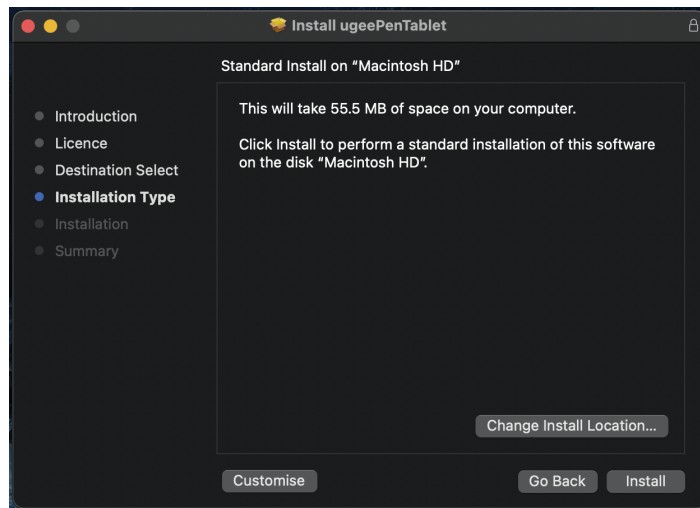 Install ugeePenTablet
Standard Install on “Macintosh HD”
Introduction
Licence
Destination Select
Installation Type
Installation
Summary
This will take 55.5 MB of space on your computer.
Click Install to perform a standard installation of this software
on the disk “Macintosh HD”.
Change Install Location...
Customise
Go Back
Install